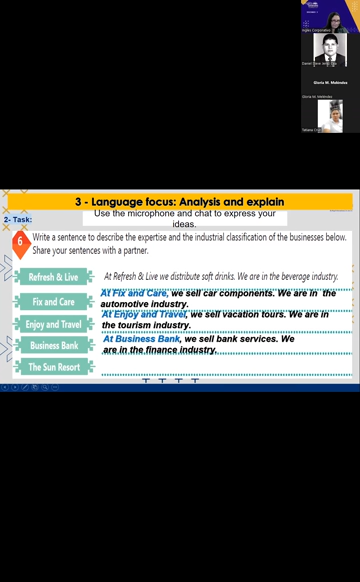 Gloria M. Meléndez
3 - Language focus: Analysis and explain
2- Task:
Use the microphone and chat to express your
ideas.
6
Write a sentence to describe the expertise and the industrial classification of the businesses below.
Share your sentences with a partner.
Refresh & Live
At Refresh & Live we distribute soft drinks. We are in the beverage industry.
Fix and Care
At Fix and Care, we sell car components. We are in the
automotive industry.
Enjoy and Travel
At Enjoy and Travel, we sell vacation tours. We are in
the tourism industry.
Business Bank
At Business Bank, we sell bank services. We
are in the finance industry.
The Sun Resort